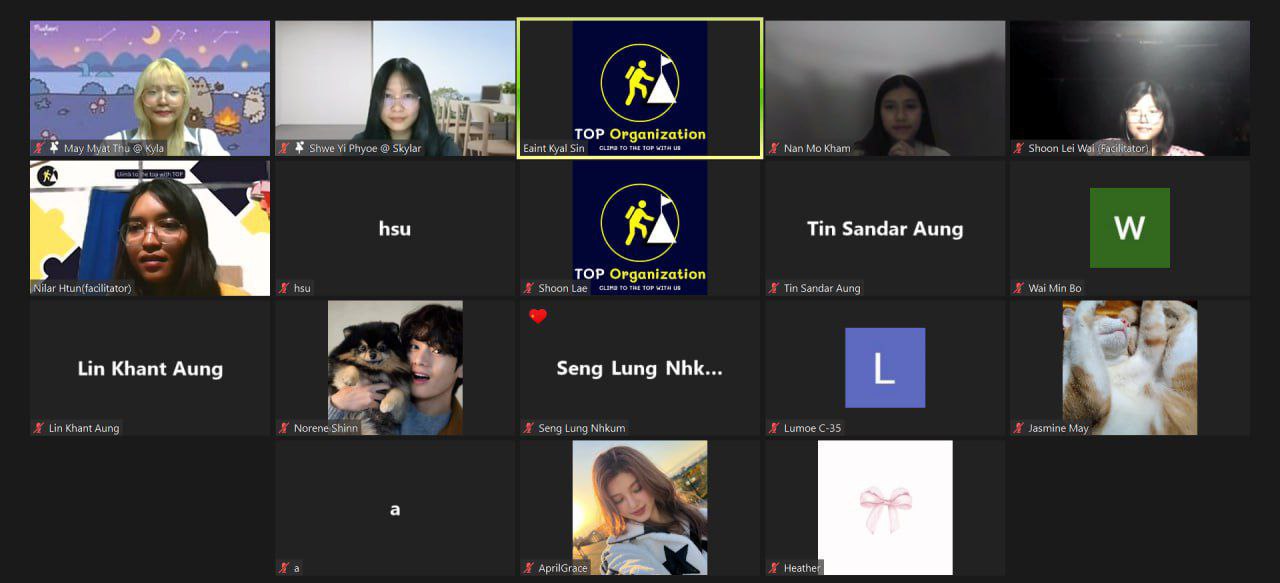 Pusheen
May Myat Thu @ Kyla
Shwe Yi Phyoe @ Skylar
TOP Organization
CLIMB TO THE TOP WITH US
Eaint Kyal Sin
Nan Mo Kham
Shoon Lei Wai (Facilitator)
Climb to the top with TOP
Nilar Htun(facilitator)
hsu
hsu
TOP Organization
CLIMB TO THE TOP WITH US
Shoon Lae
Tin Sandar Aung
Tin Sandar Aung
W
Wai Min Bo
Lin Khant Aung
Lin Khant Aung
Norene Shinn
Seng Lung Nhk...
Seng Lung Nhkum
L
Lumoe C-35
Jasmine May
a
a
AprilGrace
Heather